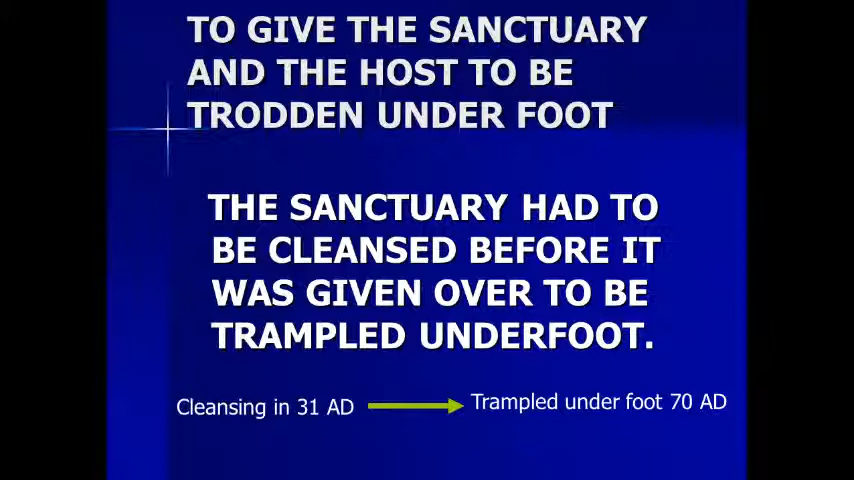 TO GIVE THE SANCTUARY
AND THE HOST TO BE
TRODDEN UNDER FOOT
THE SANCTUARY HAD TO
BE CLEANSED BEFORE IT
WAS GIVEN OVER TO BE
TRAMPLED UNDERFOOT.
Cleansing in 31 AD
Trampled under foot 70 AD